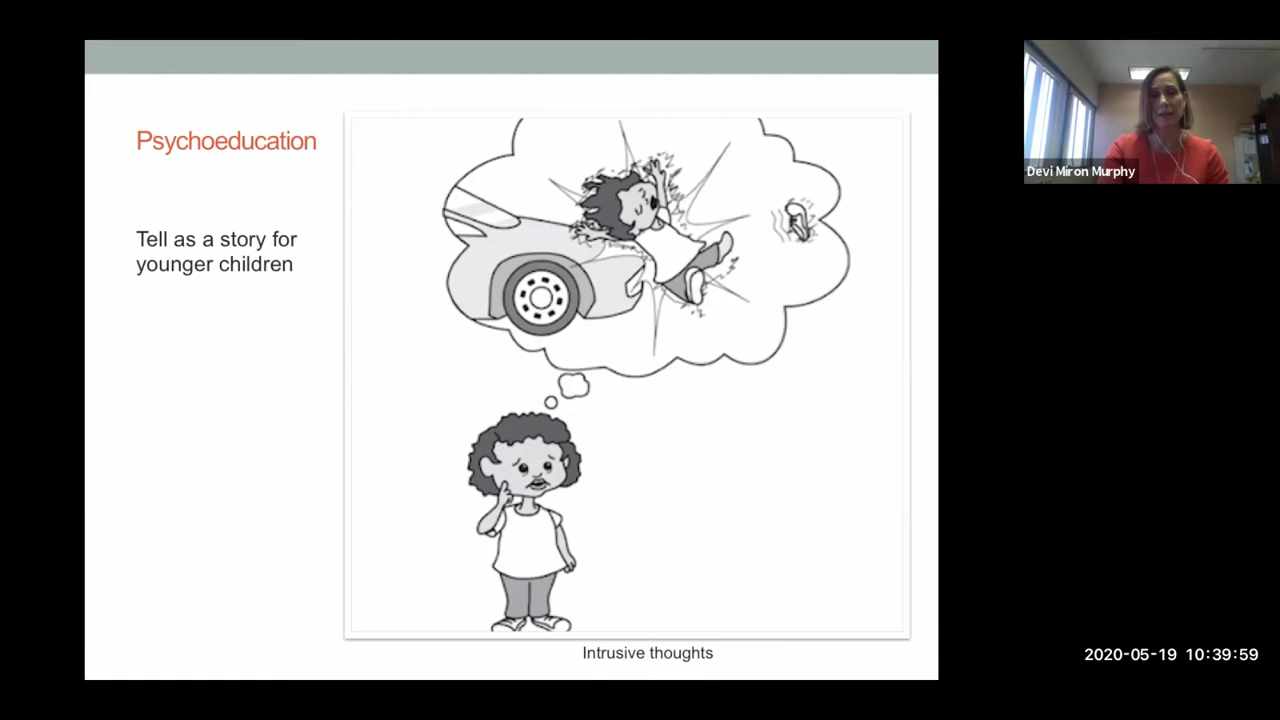 Psychoeducation
Tell as a story for
younger children
Intrusive thoughts
Devi Miron Murphy
2020-05-19 10:39:59